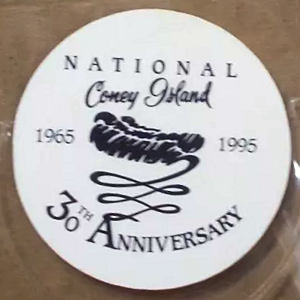 NATIONAL
Coney Island
1965 1995
30TH ANNIVERSARY